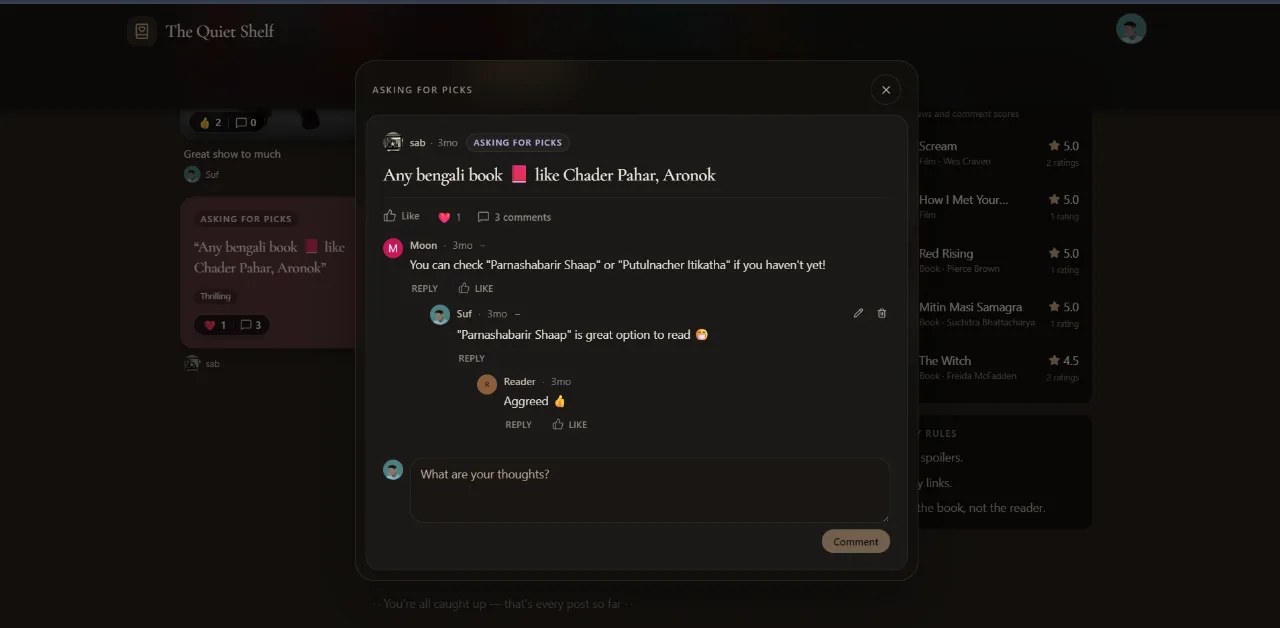 The Quiet Shelf
ASKING FOR PICKS
👍 2 0
Great show to much
Suf
ASKING FOR PICKS
“Any bengali book 📕 like
Chader Pahar, Aronok”
Thrilling
❤️ 1 3
sab
sab · 3mo ASKING FOR PICKS
Any bengali book 📕 like Chader Pahar, Aronok
Like ❤️ 1 3 comments
M Moon · 3mo –
You can check "Parnashabarir Shaap" or "Putulnacher Itikatha" if you haven't yet!
REPLY LIKE
Suf · 3mo –
"Parnashabarir Shaap" is great option to read 😁
REPLY
R Reader · 3mo
Aggreed 👍
REPLY LIKE
What are your thoughts?
Comment
and comment scores
Scream ★ 5.0
Film · Wes Craven 2 ratings
How I Met Your... ★ 5.0
Film 1 rating
Red Rising ★ 5.0
Book · Pierce Brown 1 rating
Mitin Masi Samagra ★ 5.0
Book · Suchitra Bhattacharya 1 rating
The Witch ★ 4.5
Book · Freida McFadden 2 ratings
RULES
spoilers.
links.
the book, not the reader.
·· You're all caught up — that's every post so far ··